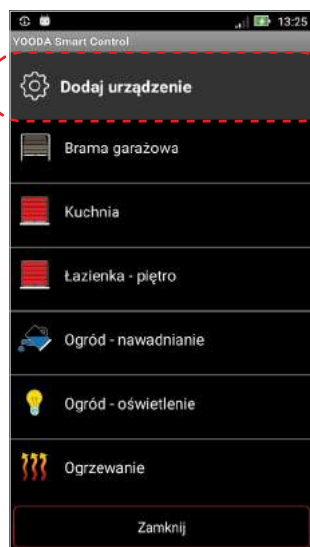 13:25
YOODA Smart Control
Dodaj urządzenie
Brama garażowa
Kuchnia
Łazienka - piętro
Ogród - nawadnianie
Ogród - oświetlenie
Ogrzewanie
Zamknij